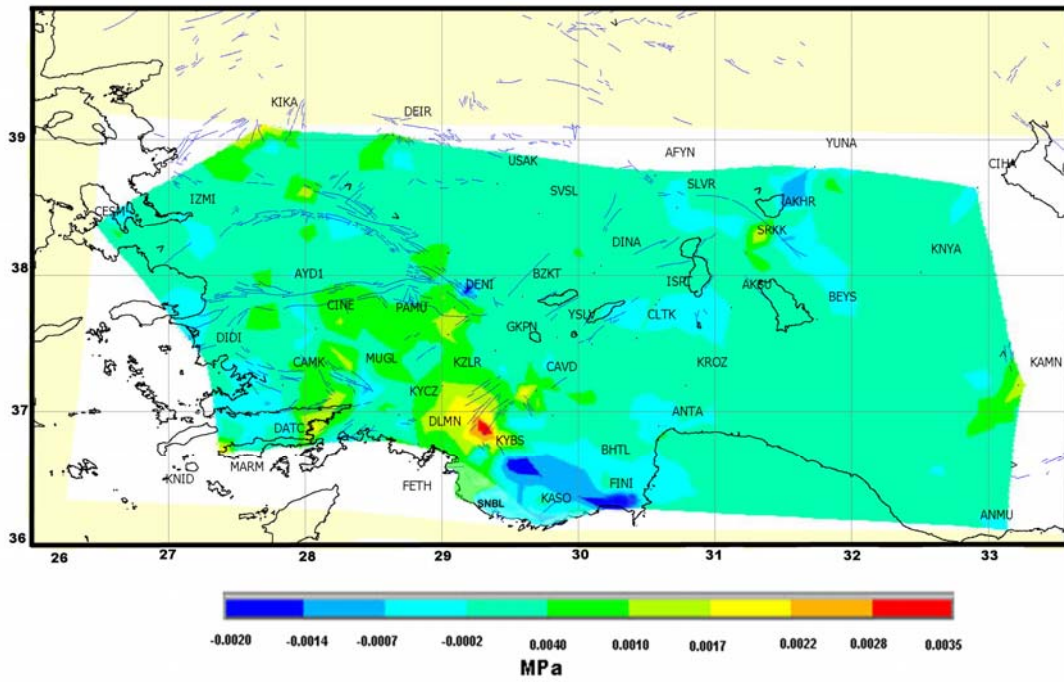 KIKA
DEIR
39
YUNA
AFYN
USAK
CIHA
SLVR
SVSL
IZMI
AKHR
CESM
SRKK
DINA
KNYA
38
AYD1
BZKT
DENI
ISPT
AKSU
BEYS
CINE
PAMU
YSLV
CLTK
GKPN
DIDI
CAMK
MUGL
KZLR
CAVD
KROZ
KAMN
KYCZ
37
DLMN
ANTA
DATC
KYBS
BHTL
MARM
KNID
FETH
FINI
KASO
SNBL
ANMU
36
26 27 28 29 30 31 32 33
-0.0020 -0.0014 -0.0007 -0.0002 0.0040 0.0010 0.0017 0.0022 0.0028 0.0035
MPa